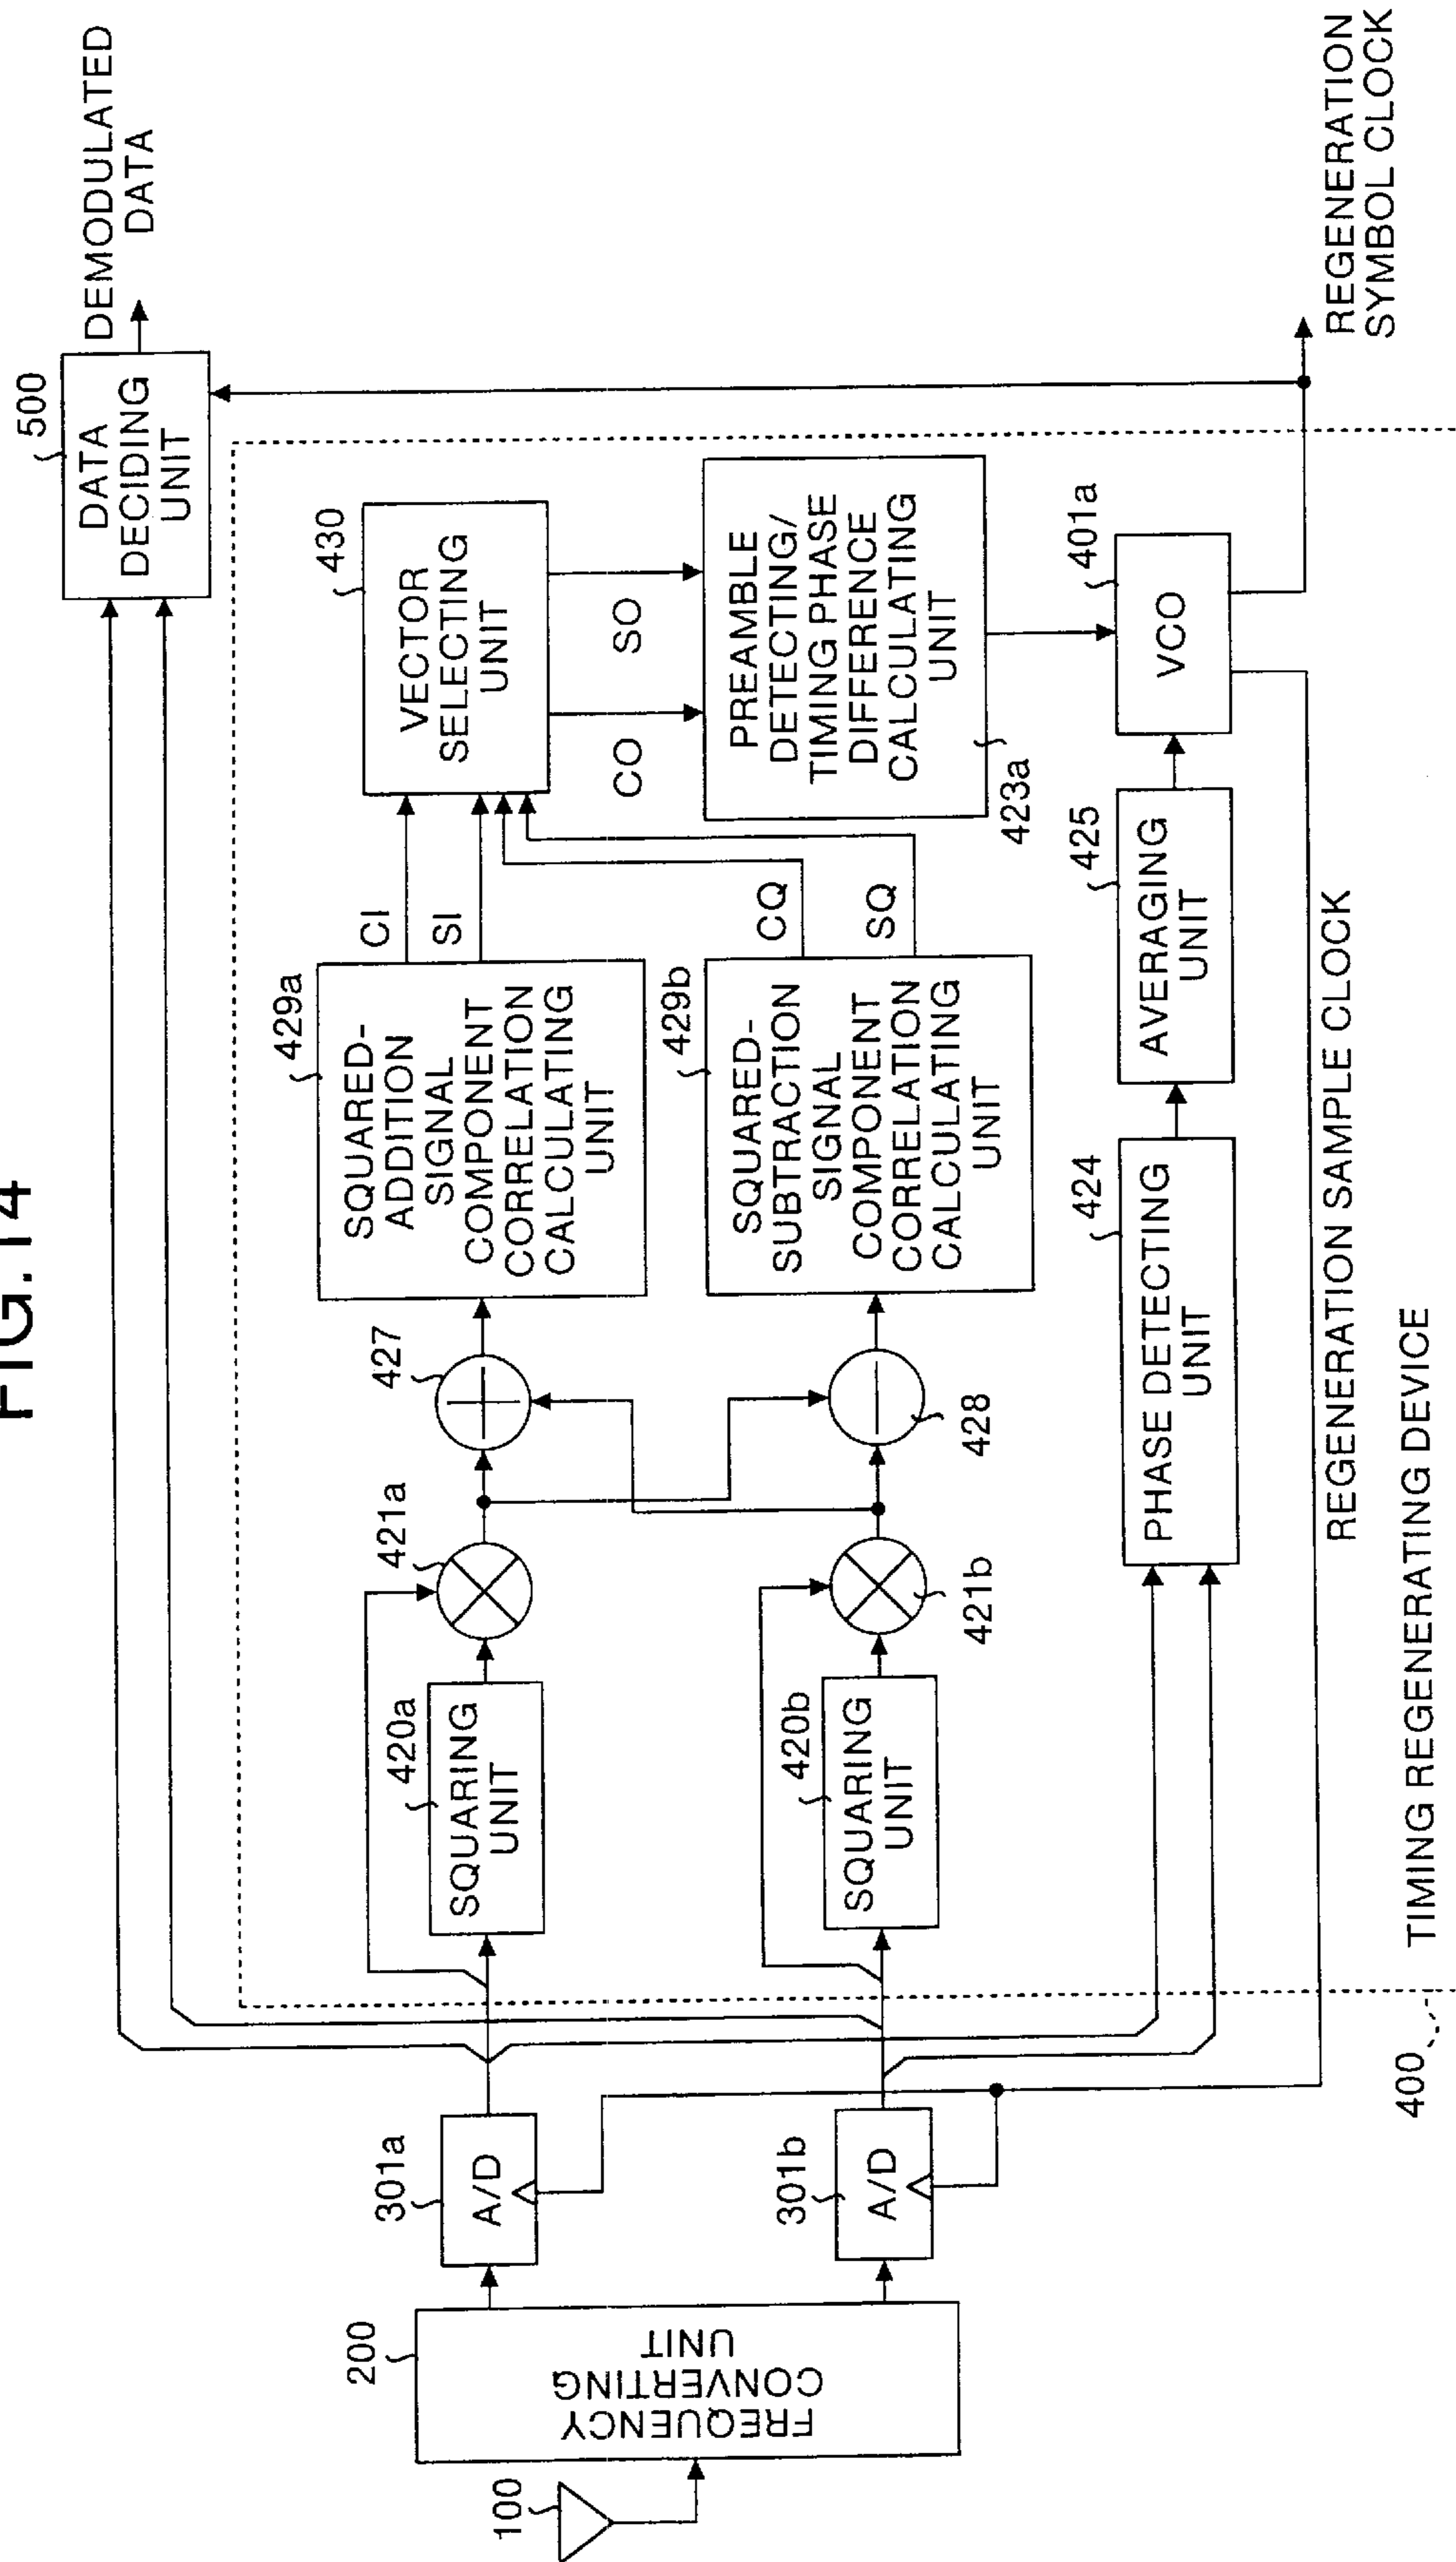 FIG.14
100
200
FREQUENCY
CONVERTING
UNIT
301a
A/D
301b
A/D
420a
SQUARING
UNIT
420b
SQUARING
UNIT
421a
421b
427
428
429a
SQUARED-
ADDITION
SIGNAL
COMPONENT
CORRELATION
CALCULATING
UNIT
429b
SQUARED-
SUBTRACTION
SIGNAL
COMPONENT
CORRELATION
CALCULATING
UNIT
CI
SI
CQ
SQ
430
VECTOR
SELECTING
UNIT
CO
SO
PREAMBLE
DETECTING/
TIMING PHASE
DIFFERENCE
CALCULATING
UNIT
423a
424
PHASE DETECTING
UNIT
425
AVERAGING
UNIT
401a
VCO
500
DATA
DECIDING
UNIT
DEMODULATED
DATA
REGENERATION
SYMBOL CLOCK
REGENERATION SAMPLE CLOCK
400
TIMING REGENERATING DEVICE